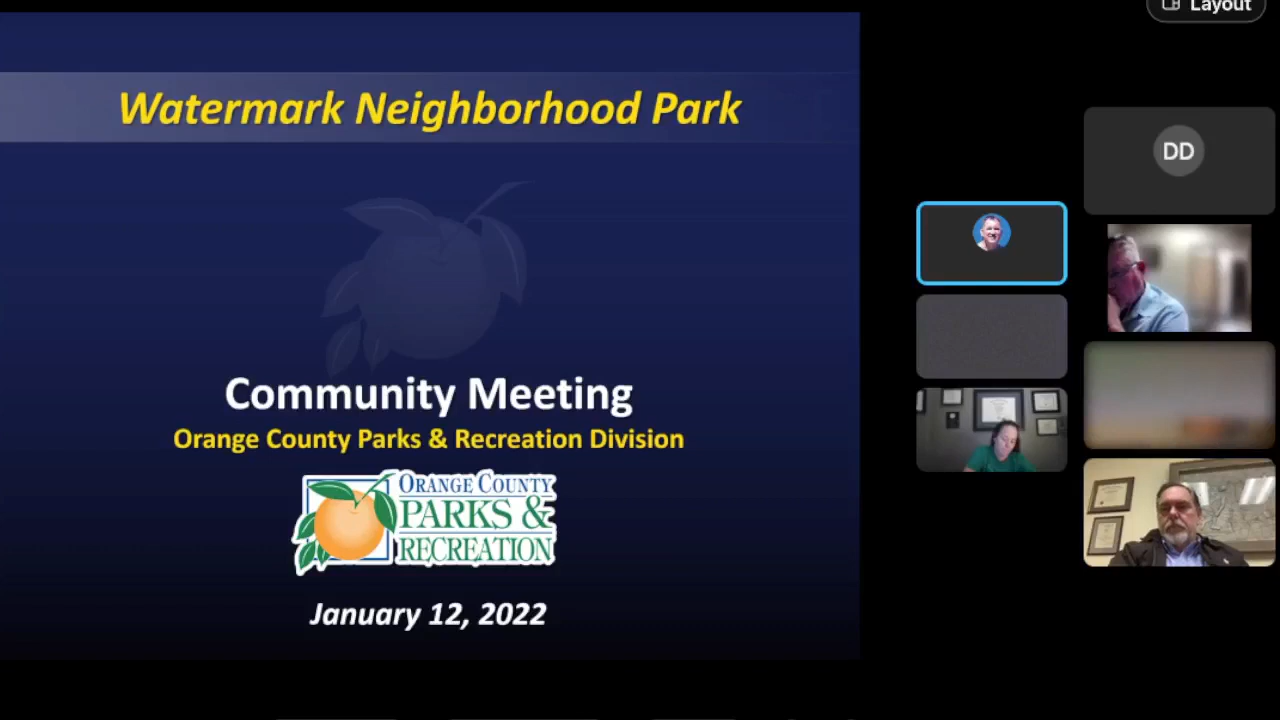 Layout
Watermark Neighborhood Park
DD
Community Meeting
Orange County Parks & Recreation Division
ORANGE COUNTY
PARKS &
RECREATION
January 12, 2022